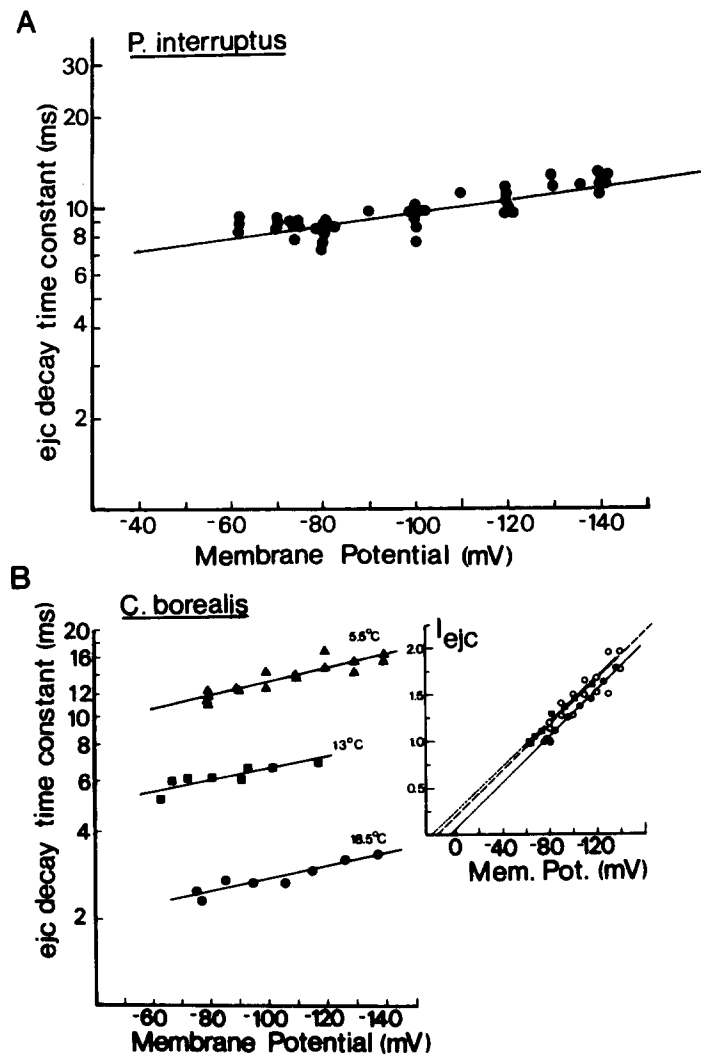 A
P. interruptus
ejc decay time constant (ms)
30
20
10
8
6
4
2
-40 -60 -80 -100 -120 -140
Membrane Potential (mV)
B
C. borealis
ejc decay time constant (ms)
20
16
12
10
8
6
4
2
5.5°C
13°C
18.5°C
-60 -80 -100 -120 -140
Membrane Potential (mV)
Iejc
2.0
1.5
1.0
0.5
0 -40 -80 -120
Mem. Pot. (mV)